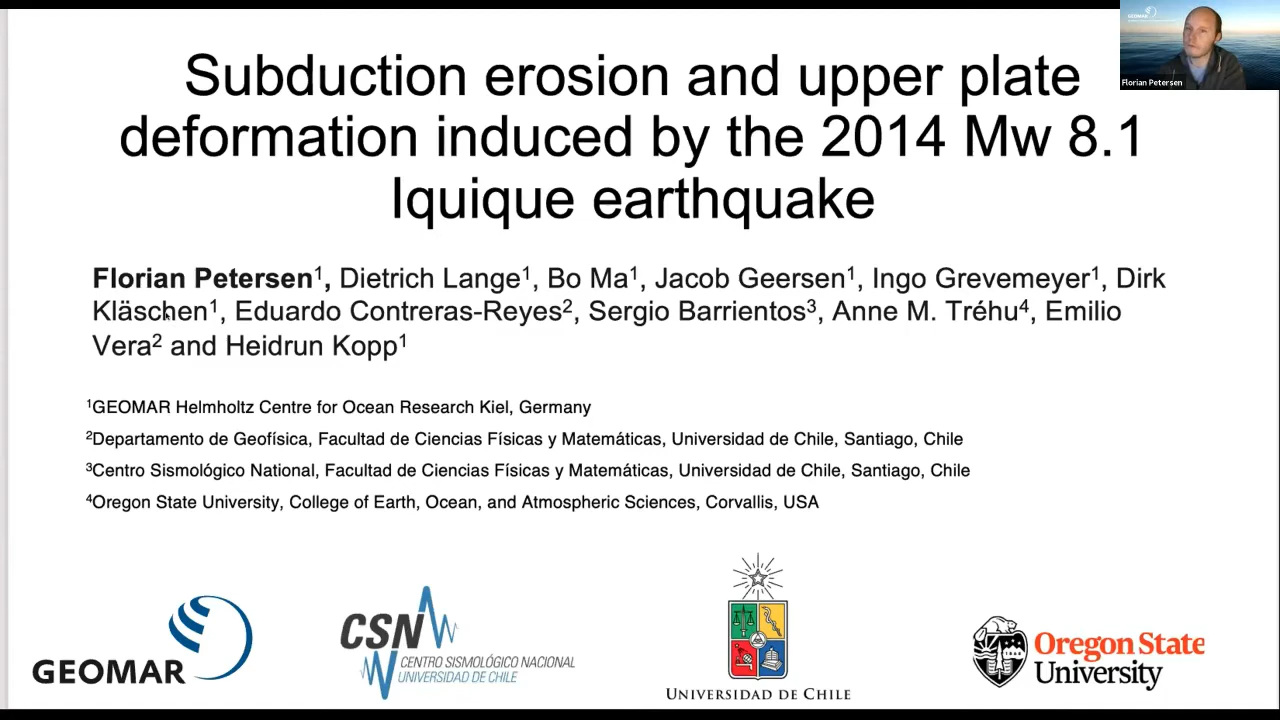 GEOMAR
Florian Petersen
Subduction erosion and upper plate
deformation induced by the 2014 Mw 8.1
Iquique earthquake
Florian Petersen¹, Dietrich Lange¹, Bo Ma¹, Jacob Geersen¹, Ingo Grevemeyer¹, Dirk
Kläschen¹, Eduardo Contreras-Reyes², Sergio Barrientos³, Anne M. Tréhu⁴, Emilio
Vera² and Heidrun Kopp¹
¹GEOMAR Helmholtz Centre for Ocean Research Kiel, Germany
²Departamento de Geofísica, Facultad de Ciencias Físicas y Matemáticas, Universidad de Chile, Santiago, Chile
³Centro Sismológico National, Facultad de Ciencias Físicas y Matemáticas, Universidad de Chile, Santiago, Chile
⁴Oregon State University, College of Earth, Ocean, and Atmospheric Sciences, Corvallis, USA
GEOMAR
CSN
CENTRO SISMOLÓGICO NACIONAL
UNIVERSIDAD DE CHILE
UNIVERSIDAD DE CHILE
Oregon State
University